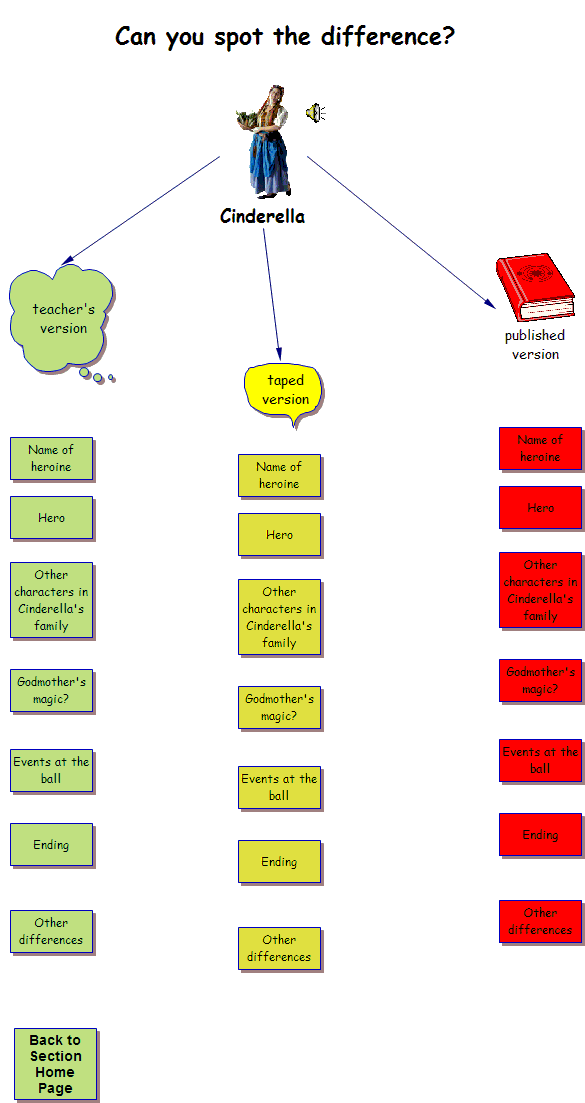 Can you spot the difference?
Cinderella
teacher's
version
taped
version
published
version
Name of
heroine
Hero
Other
characters in
Cinderella's
family
Godmother's
magic?
Events at the
ball
Ending
Other
differences
Name of
heroine
Hero
Other
characters in
Cinderella's
family
Godmother's
magic?
Events at the
ball
Ending
Other
differences
Name of
heroine
Hero
Other
characters in
Cinderella's
family
Godmother's
magic?
Events at the
ball
Ending
Other
differences
Back to
Section
Home
Page